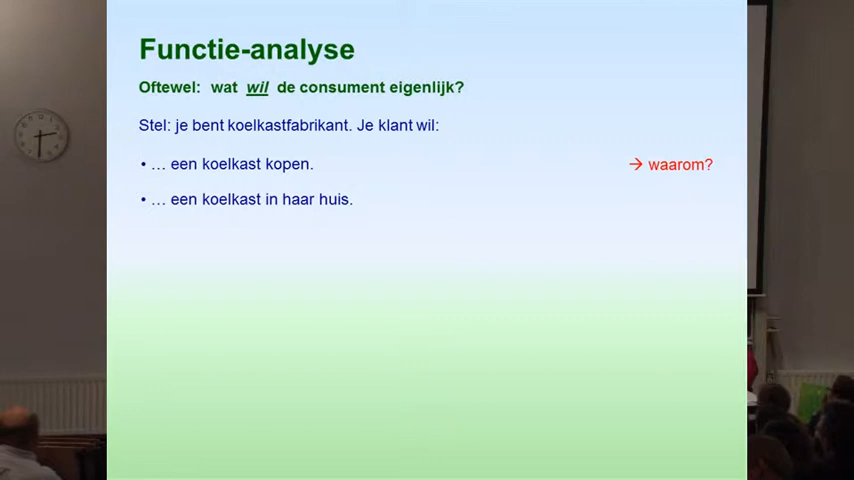 Functie-analyse
Oftewel: wat wil de consument eigenlijk?
Stel: je bent koelkastfabrikant. Je klant wil:
• … een koelkast kopen. → waarom?
• … een koelkast in haar huis.